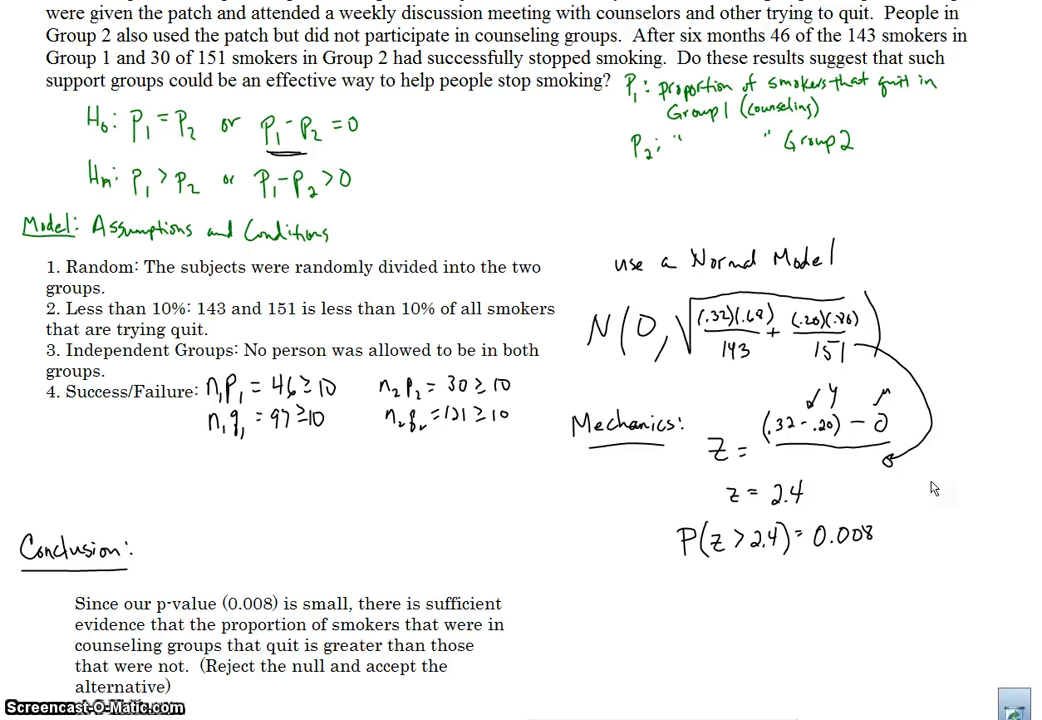 were given the patch and attended a weekly discussion meeting with counselors and other trying to quit. People in
Group 2 also used the patch but did not participate in counseling groups. After six months 46 of the 143 smokers in
Group 1 and 30 of 151 smokers in Group 2 had successfully stopped smoking. Do these results suggest that such
support groups could be an effective way to help people stop smoking?
P₁: proportion of smokers that quit in
Group 1 (counseling)
P₂: " " Group 2
H₀: P₁ = P₂ or P₁ - P₂ = 0
Hₐ: P₁ > P₂ or P₁ - P₂ > 0
Model: Assumptions and Conditions
1. Random: The subjects were randomly divided into the two
groups.
2. Less than 10%: 143 and 151 is less than 10% of all smokers
that are trying quit.
3. Independent Groups: No person was allowed to be in both
groups.
4. Success/Failure: n₁p₁ = 46 ≥ 10 n₂p₂ = 30 ≥ 10
n₁q₁ = 97 ≥ 10 n₂q₂ = 121 ≥ 10
use a Normal Model
N(0, √((.32)(.68)/143 + (.20)(.80)/151))
Mechanics:
y μ
z = (.32 - .20) - 0
z = 2.4
P(z > 2.4) = 0.008
Conclusion:
Since our p-value (0.008) is small, there is sufficient
evidence that the proportion of smokers that were in
counseling groups that quit is greater than those
that were not. (Reject the null and accept the
alternative)
Screencast-O-Matic.com